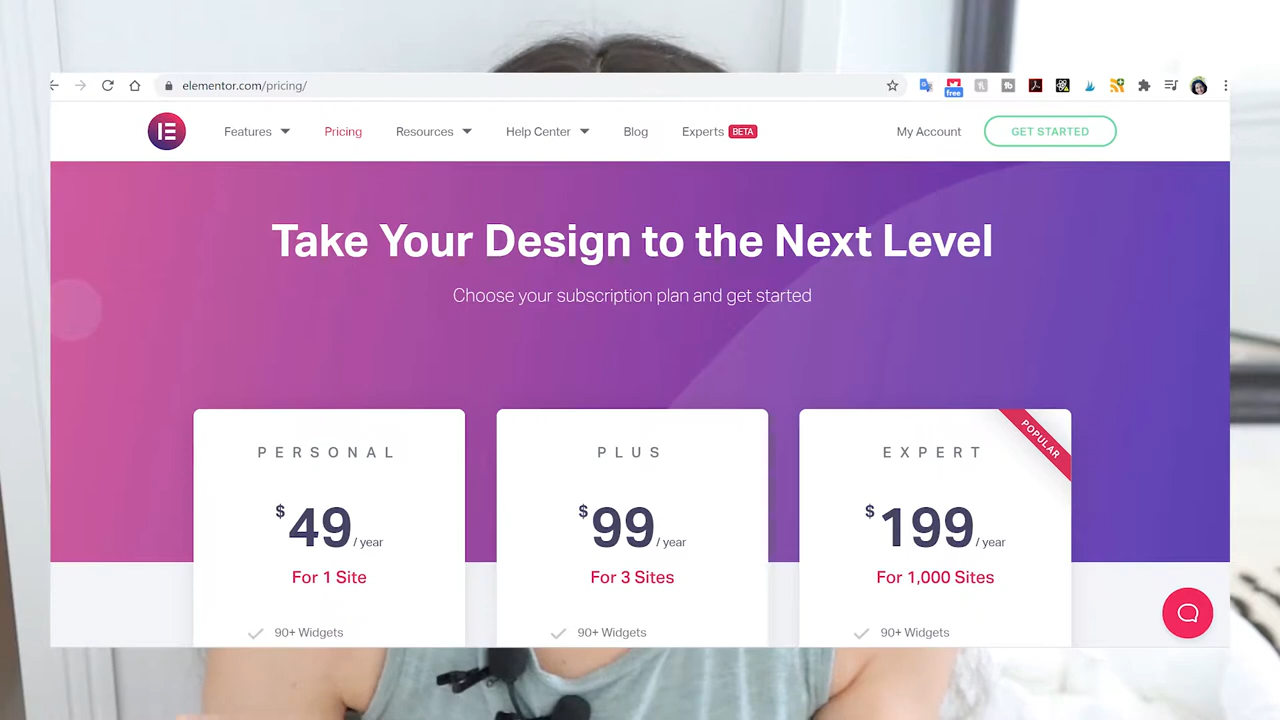 elementor.com/pricing/
free
Features Pricing Resources Help Center Blog Experts BETA My Account GET STARTED
Take Your Design to the Next Level
Choose your subscription plan and get started
PERSONAL
$49/ year
For 1 Site
90+ Widgets
PLUS
$99/ year
For 3 Sites
90+ Widgets
POPULAR
EXPERT
$199/ year
For 1,000 Sites
90+ Widgets